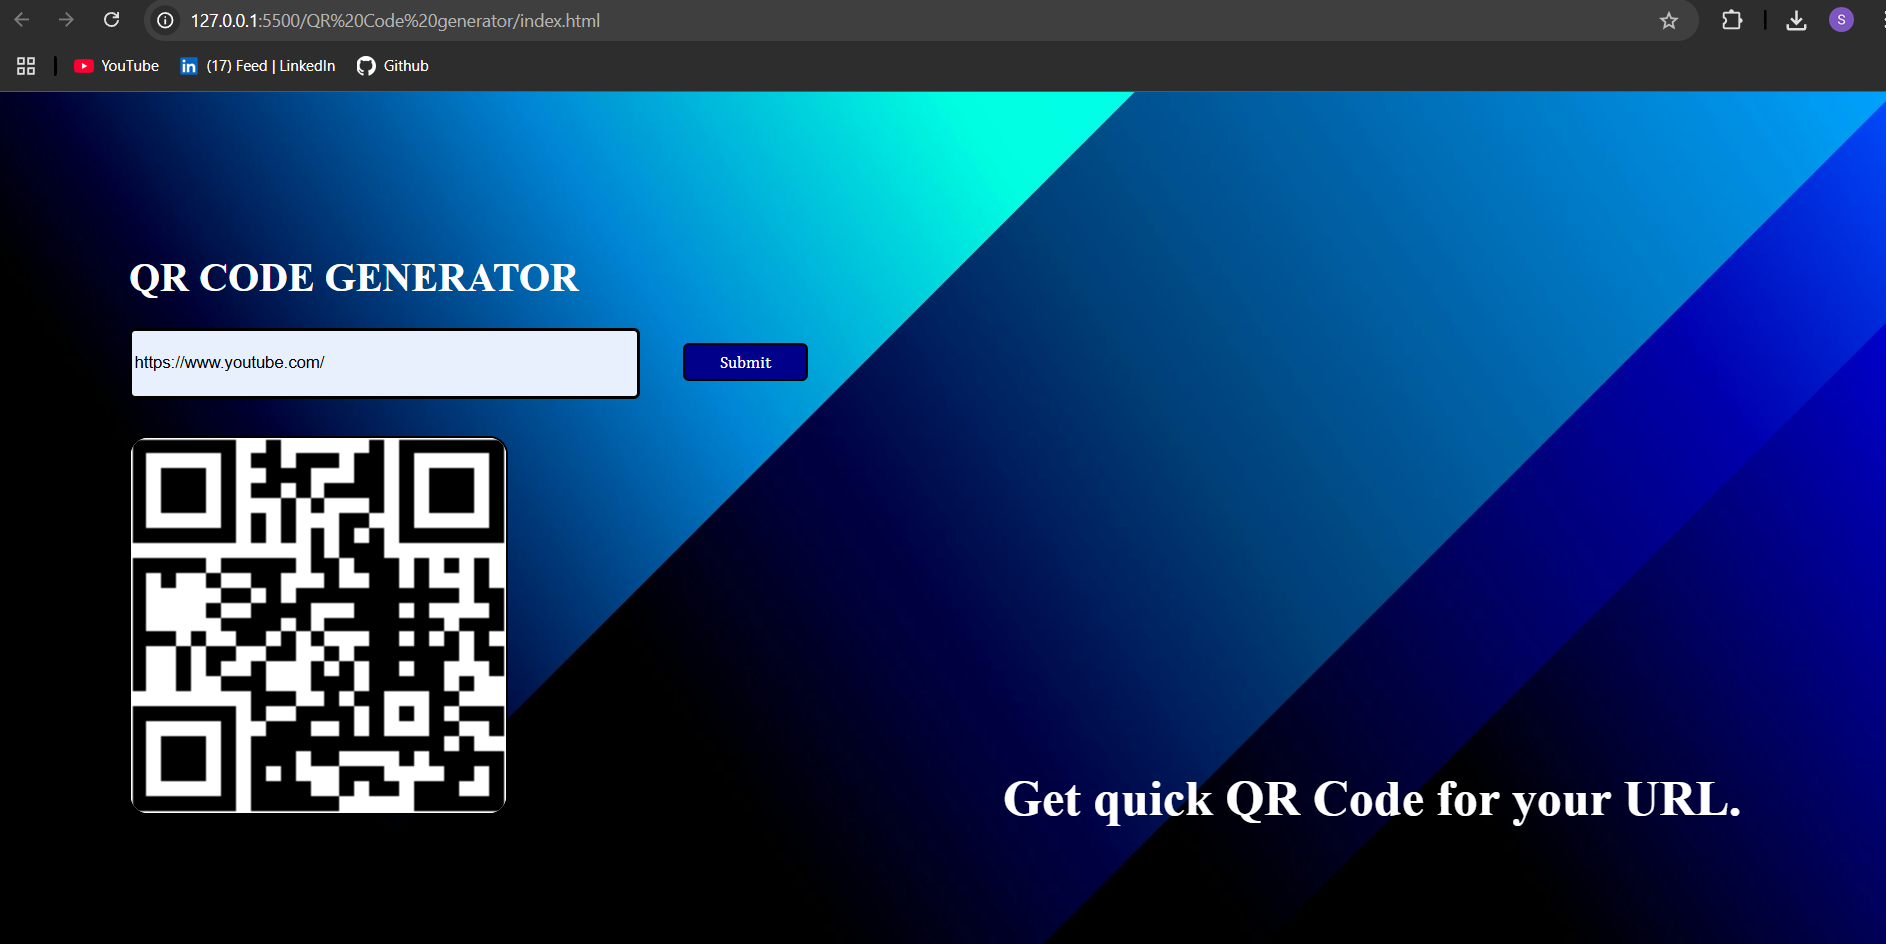 127.0.0.1:5500/QR%20Code%20generator/index.html
S
YouTube
in (17) Feed | LinkedIn
Github
QR CODE GENERATOR
https://www.youtube.com/
Submit
Get quick QR Code for your URL.